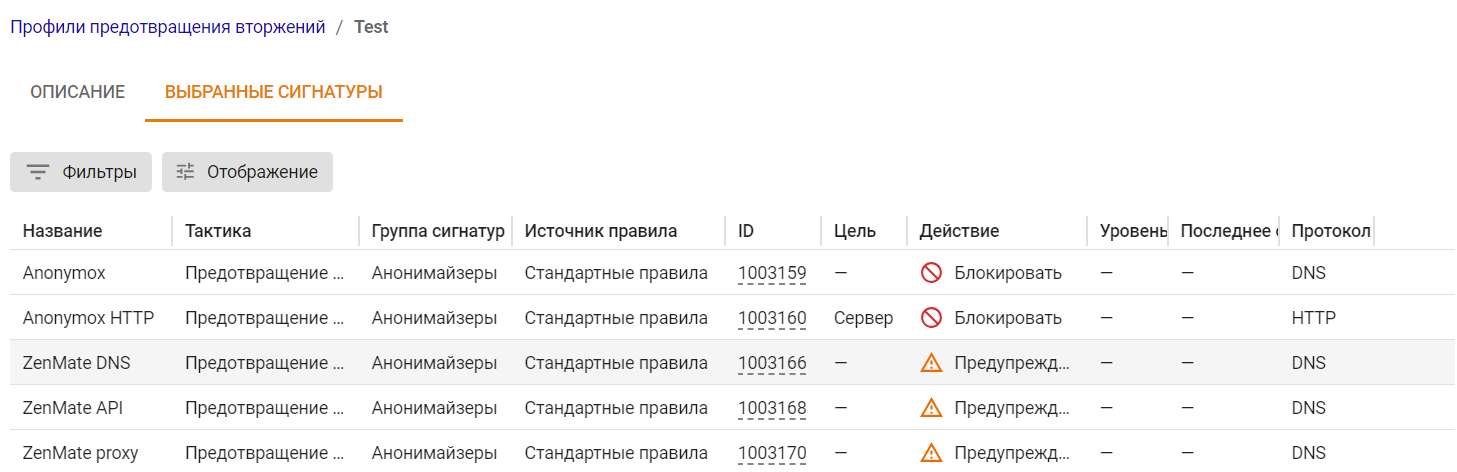 Профили предотвращения вторжений / Test
ОПИСАНИЕ ВЫБРАННЫЕ СИГНАТУРЫ
Фильтры Отображение
Название Тактика Группа сигнатур Источник правила ID Цель Действие Уровень Последнее Протокол
Anonymox Предотвращение ... Анонимайзеры Стандартные правила 1003159 — Блокировать — — DNS
Anonymox HTTP Предотвращение ... Анонимайзеры Стандартные правила 1003160 Сервер Блокировать — — HTTP
ZenMate DNS Предотвращение ... Анонимайзеры Стандартные правила 1003166 — Предупрежд... — — DNS
ZenMate API Предотвращение ... Анонимайзеры Стандартные правила 1003168 — Предупрежд... — — DNS
ZenMate proxy Предотвращение ... Анонимайзеры Стандартные правила 1003170 — Предупрежд... — — DNS